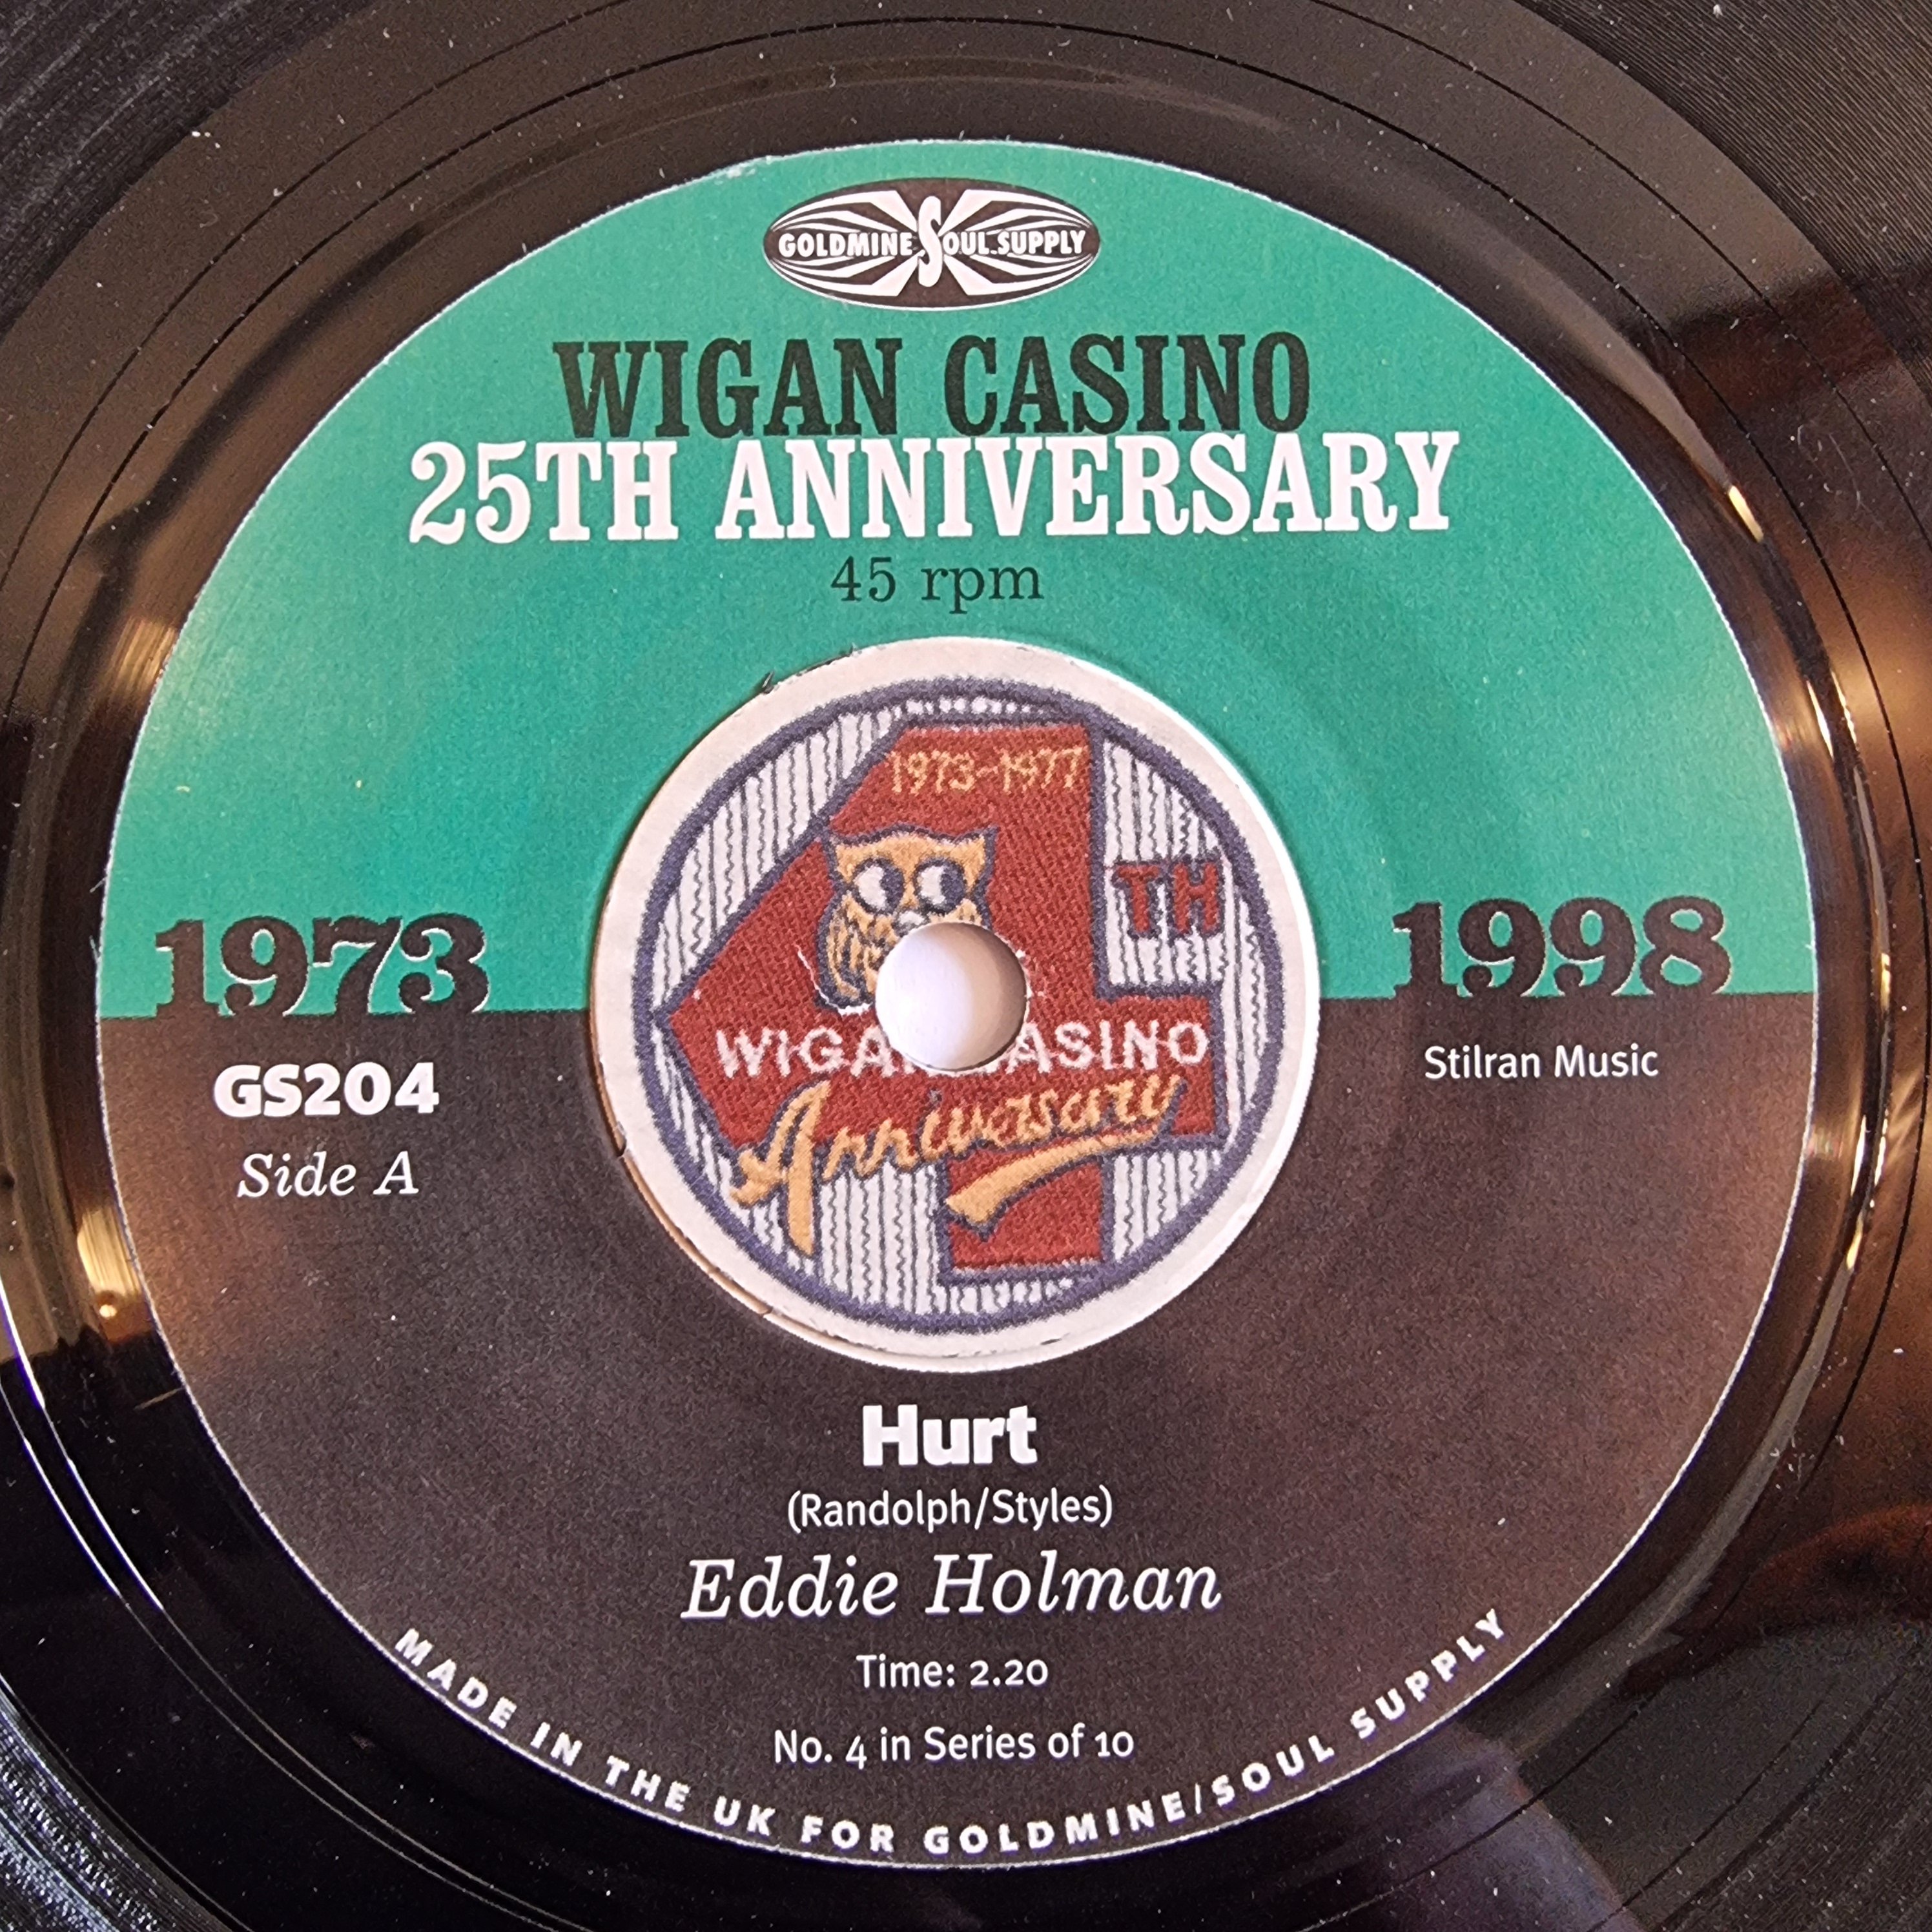 GOLDMINE SOUL SUPPLY
WIGAN CASINO
25TH ANNIVERSARY
45 rpm
1973-1977
TH
WIGAN CASINO
Anniversary
1973
1998
GS204
Side A
Stilran Music
Hurt
(Randolph/Styles)
Eddie Holman
Time: 2.20
No. 4 in Series of 10
MADE IN THE UK FOR GOLDMINE/SOUL SUPPLY